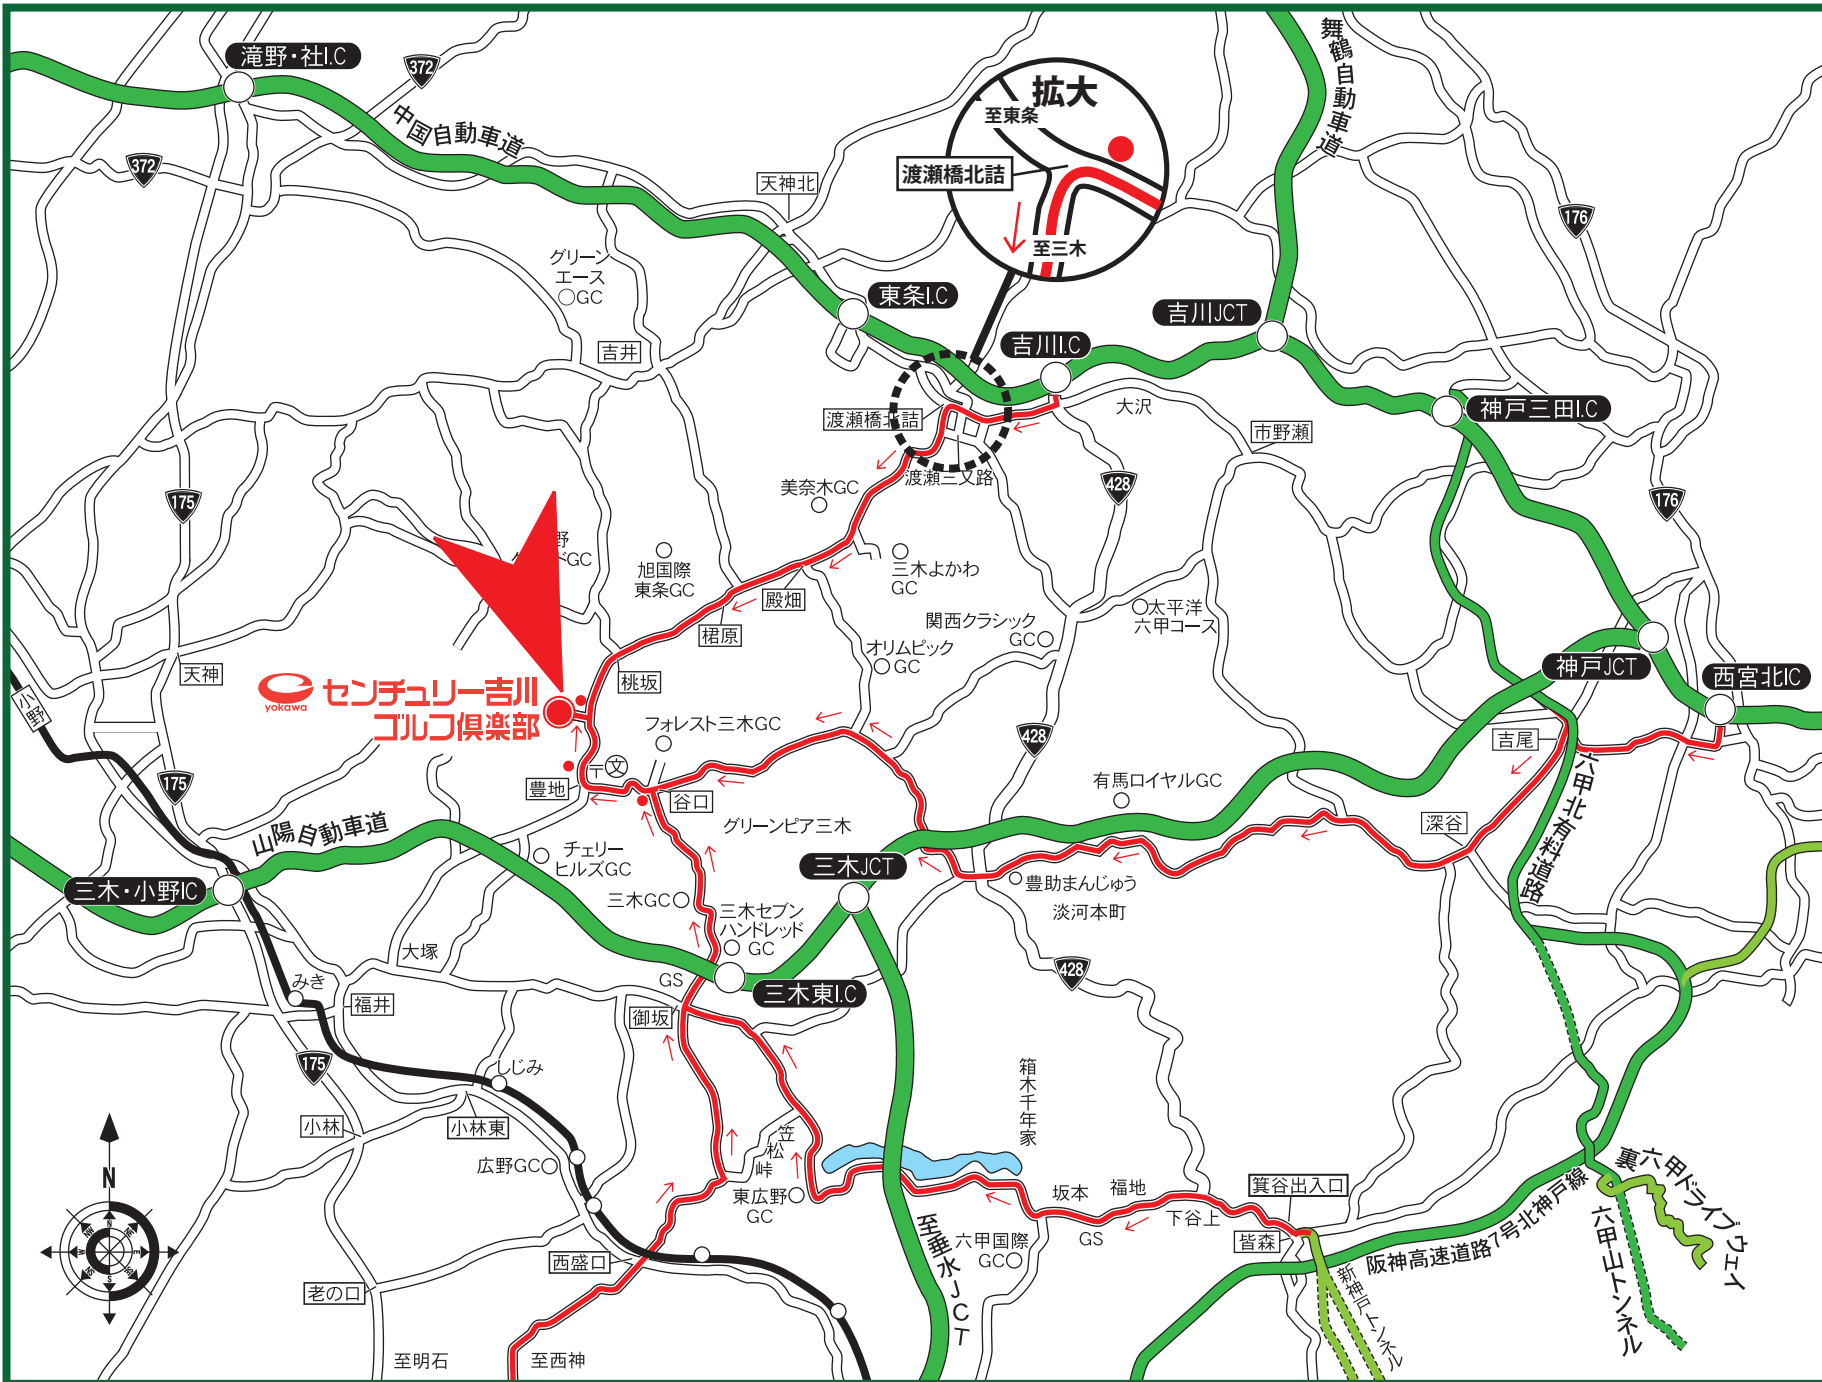 滝野・社I.C
372
中国自動車道
舞鶴自動車道
拡大
至東条
渡瀬橋北詰
至三木
372
天神北
176
グリーン
エース
GC
東条I.C
吉川JCT
吉川I.C
吉井
大沢
神戸三田I.C
渡瀬橋北詰
市野瀬
渡瀬三又路
美奈木GC
428
175
176
野
GC
旭国際
東条GC
三木よかわ
GC
殿畑
桾原
関西クラシック
GC
太平洋
六甲コース
オリムピック
GC
天神
桃坂
神戸JCT
西宮北IC
yokawa
センチュリー吉川
ゴルフ倶楽部
小野
フォレスト三木GC
428
吉尾
175
〒
文
豊地
谷口
有馬ロイヤルGC
六甲北有料道路
グリーンピア三木
深谷
山陽自動車道
チェリー
ヒルズGC
三木JCT
三木・小野IC
三木GC
豊助まんじゅう
淡河本町
三木セブン
ハンドレッド
GC
大塚
みき
GS
三木東I.C
428
福井
御坂
175
しじみ
箱木千年家
小林
小林東
笠松峠
広野GC
東広野
GC
坂本
福地
下谷上
GS
箕谷出入口
皆森
裏六甲ドライブウェイ
N
N
NE
E
SE
S
SW
W
NW
西盛口
老の口
至垂水JCT
六甲国際
GC
阪神高速道路7号北神戸線
新神戸トンネル
六甲山トンネル
至明石
至西神